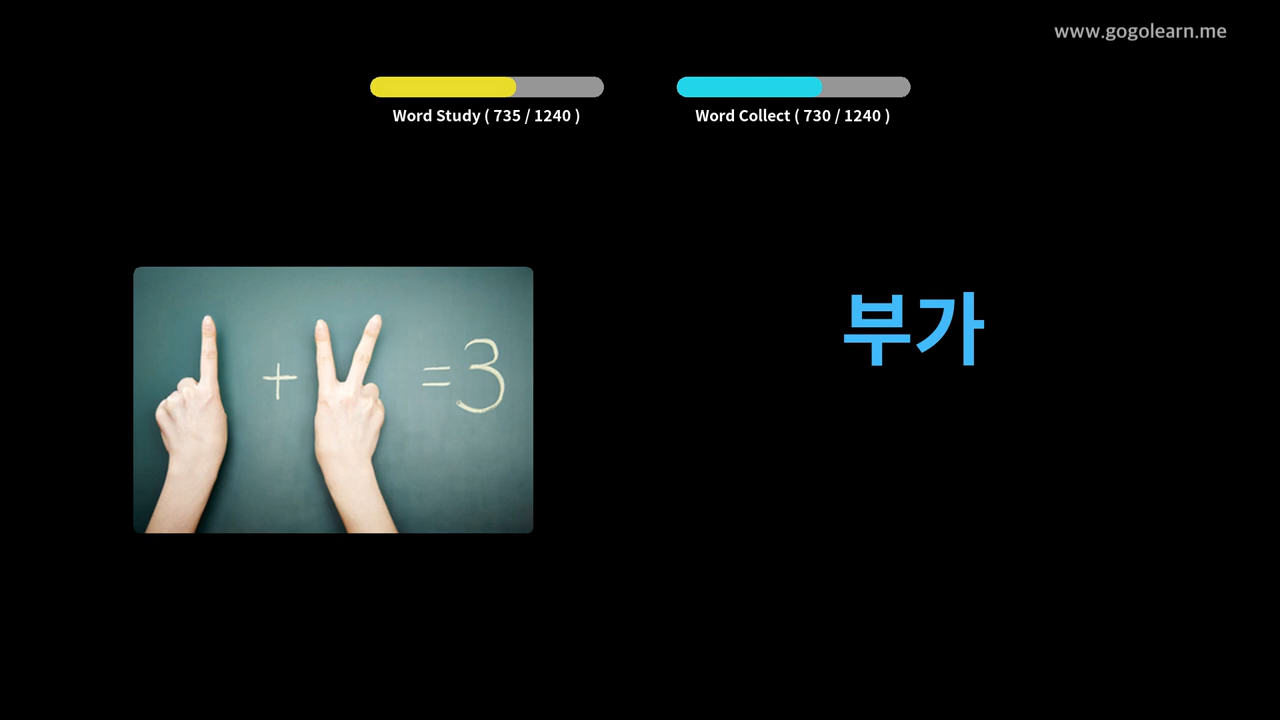 www.gogolearn.me
Word Study ( 735 / 1240 )
Word Collect ( 730 / 1240 )
+ = 3
부가